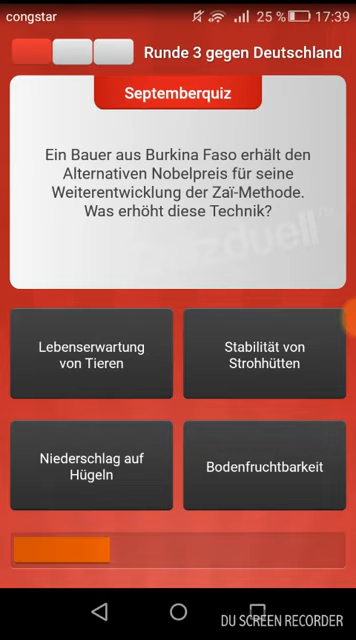 congstar 25 % 17:39
Runde 3 gegen Deutschland
Septemberquiz
Ein Bauer aus Burkina Faso erhält den
Alternativen Nobelpreis für seine
Weiterentwicklung der Zaï-Methode.
Was erhöht diese Technik?
Lebenserwartung
von Tieren
Stabilität von
Strohhütten
Niederschlag auf
Hügeln
Bodenfruchtbarkeit
DU SCREEN RECORDER